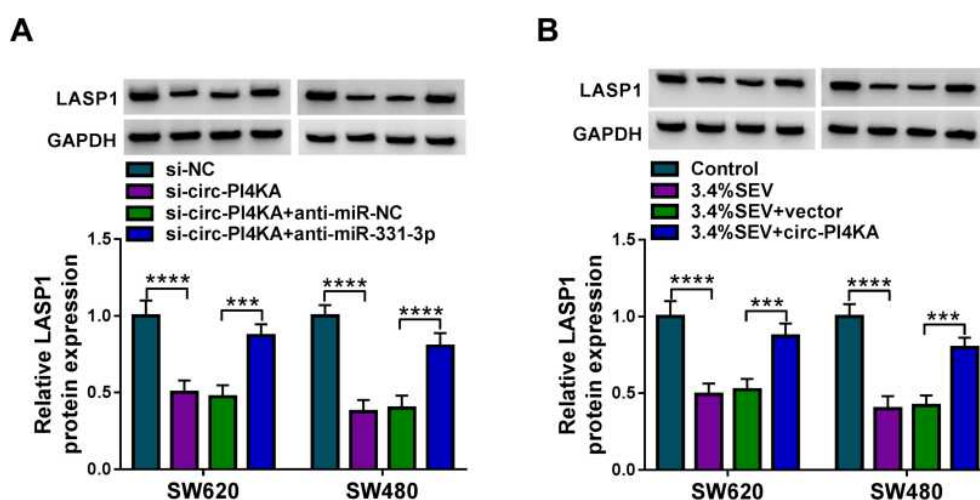 A
LASP1
GAPDH
si-NC
si-circ-PI4KA
si-circ-PI4KA+anti-miR-NC
si-circ-PI4KA+anti-miR-331-3p
Relative LASP1
protein expression
1.5
1.0
0.5
0.0
**** *** **** ****
SW620 SW480
B
LASP1
GAPDH
Control
3.4%SEV
3.4%SEV+vector
3.4%SEV+circ-PI4KA
Relative LASP1
protein expression
1.5
1.0
0.5
0.0
**** *** **** ***
SW620 SW480